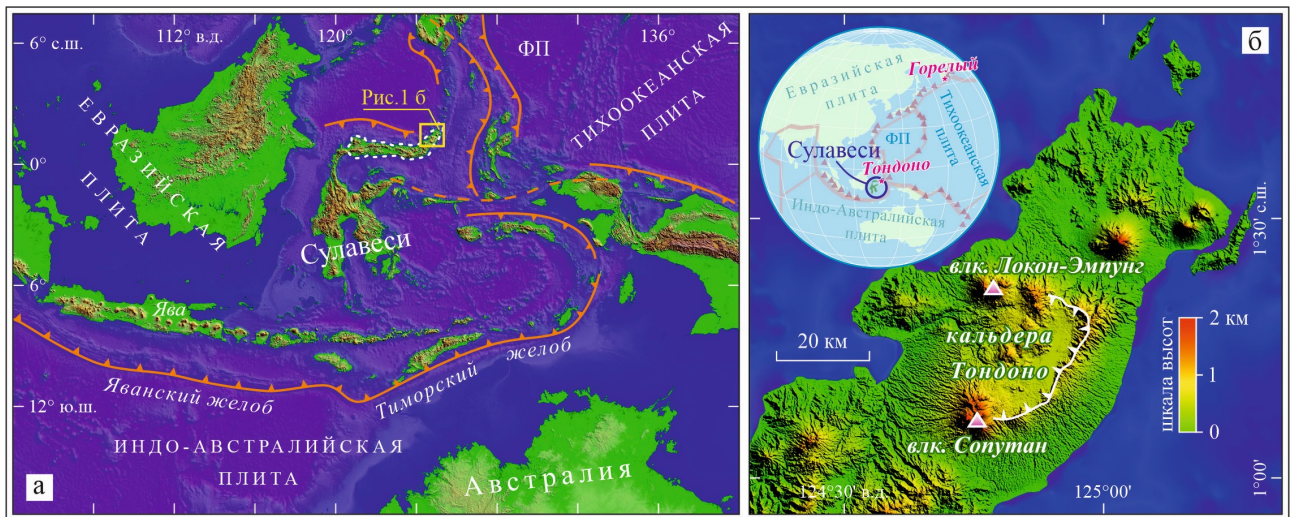 112° в.д.
120°
136°
6° с.ш.
ФП
ТИХООКЕАНСКАЯ
ПЛИТА
Рис.1 б
ЕВРАЗИЙСКАЯ
ПЛИТА
0°
Сулавеси
6°
Ява
Яванский желоб
Тиморский желоб
12° ю.ш.
ИНДО-АВСТРАЛИЙСКАЯ
ПЛИТА
Австралия
а
б
Горелый
Евразийская
плита
Тихоокеанская
плита
ФП
Сулавеси
Тондоно
Индо-Австралийская
плита
1°30' с.ш.
влк. Локон-Эмпунг
20 км
кальдера
Тондоно
шкала высот
2 км
1
0
влк. Сопутан
124°30' в.д.
125°00'
1°00'